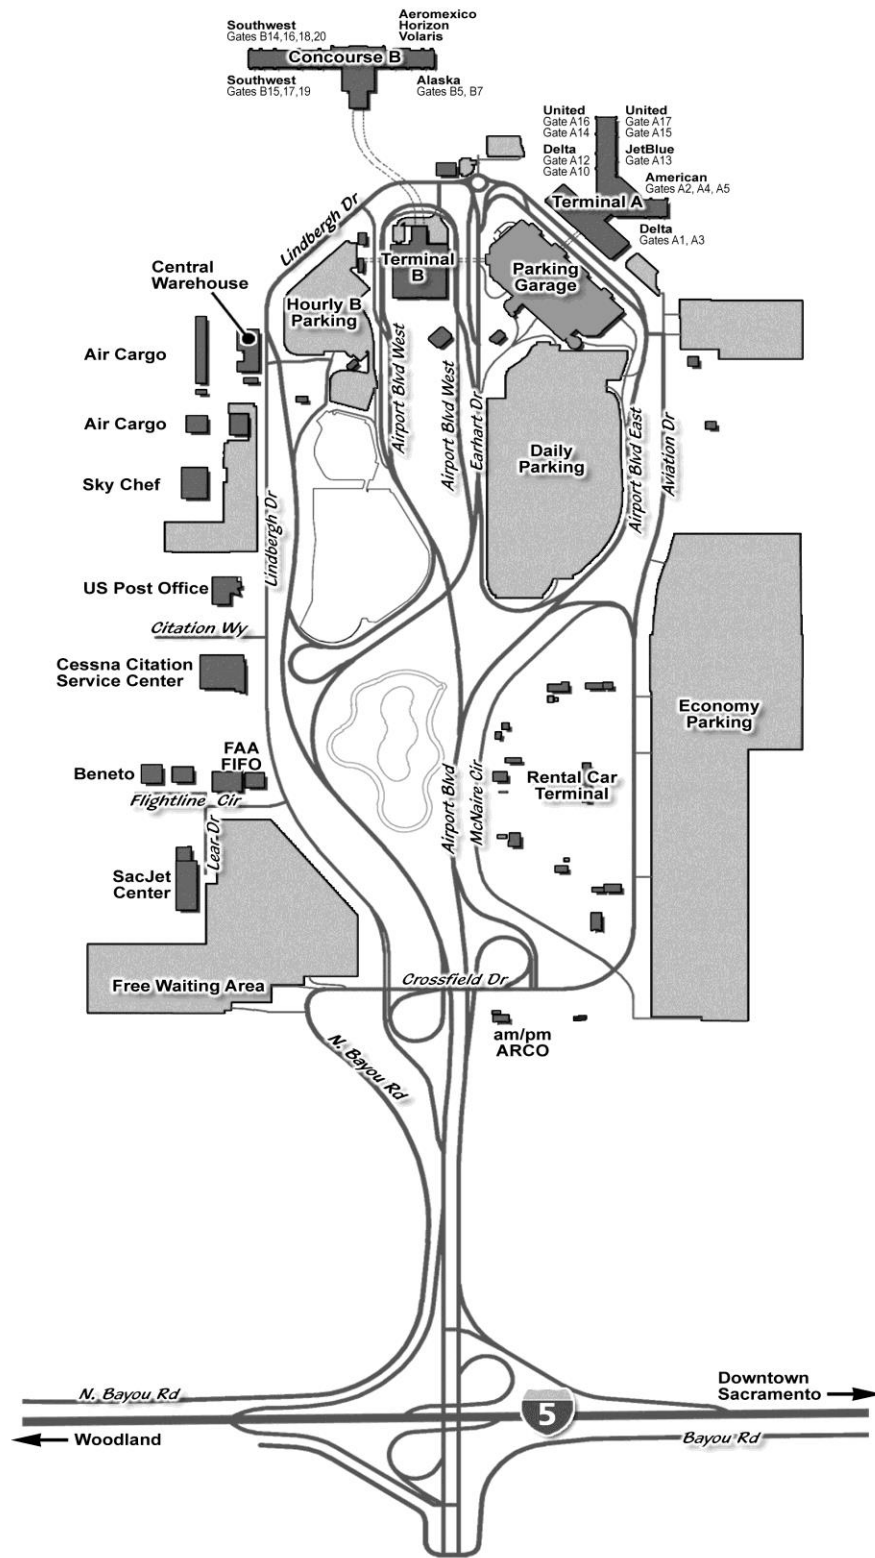 Southwest
Gates B14,16,18,20
Aeromexico
Horizon
Volaris
Concourse B
Southwest
Gates B15,17,19
Alaska
Gates B5, B7
United
Gate A16
Gate A14
United
Gate A17
Gate A15
Delta
Gate A12
Gate A10
JetBlue
Gate A13
American
Gates A2, A4, A5
Terminal A
Delta
Gates A1, A3
Lindbergh Dr
Terminal
B
Parking
Garage
Central
Warehouse
Hourly B
Parking
Air Cargo
Airport Blvd West
Airport Blvd West
Earhart Dr
Airport Blvd East
Aviation Dr
Air Cargo
Daily
Parking
Sky Chef
Lindbergh Dr
US Post Office
Citation Wy
Cessna Citation
Service Center
Economy
Parking
FAA
FIFO
Beneto
Flightline Cir
Lear Dr
Airport Blvd
McNaire Cir
Rental Car
Terminal
SacJet
Center
Free Waiting Area
Crossfield Dr
am/pm
ARCO
N. Bayou Rd
N. Bayou Rd
Downtown
Sacramento
5
Woodland
Bayou Rd